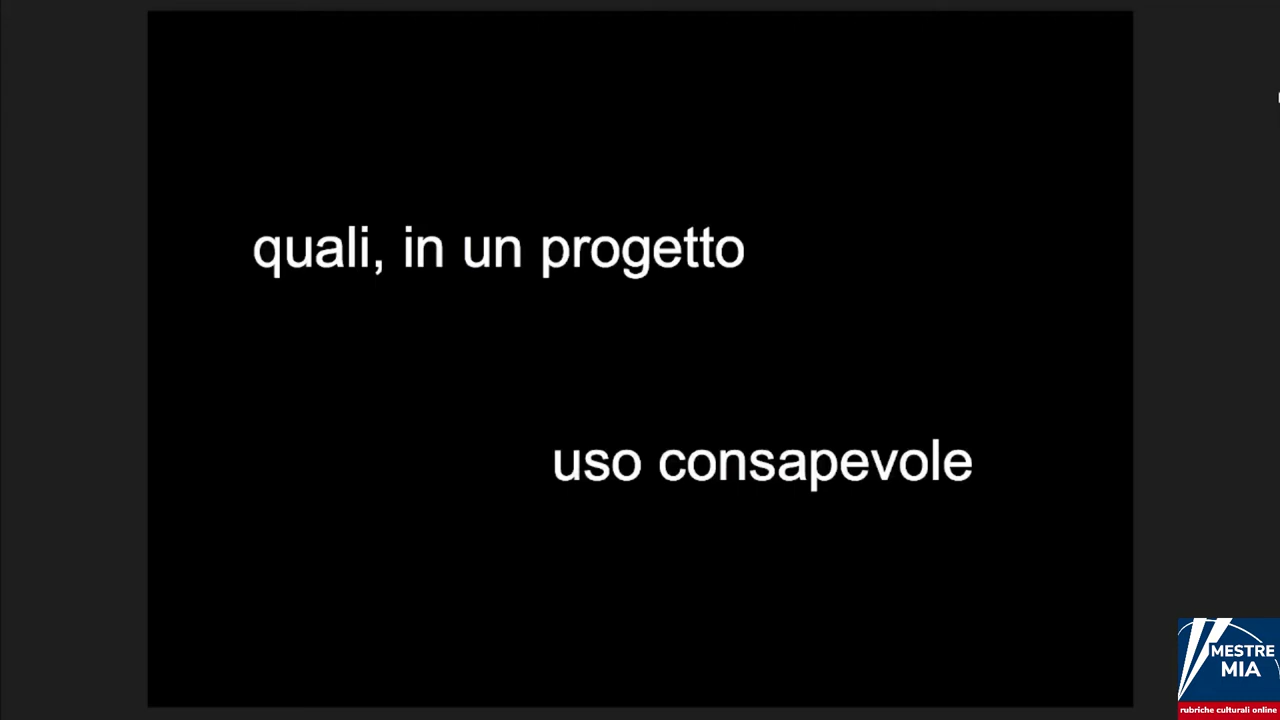 quali, in un progetto
uso consapevole
MESTRE
MIA
rubriche culturali online